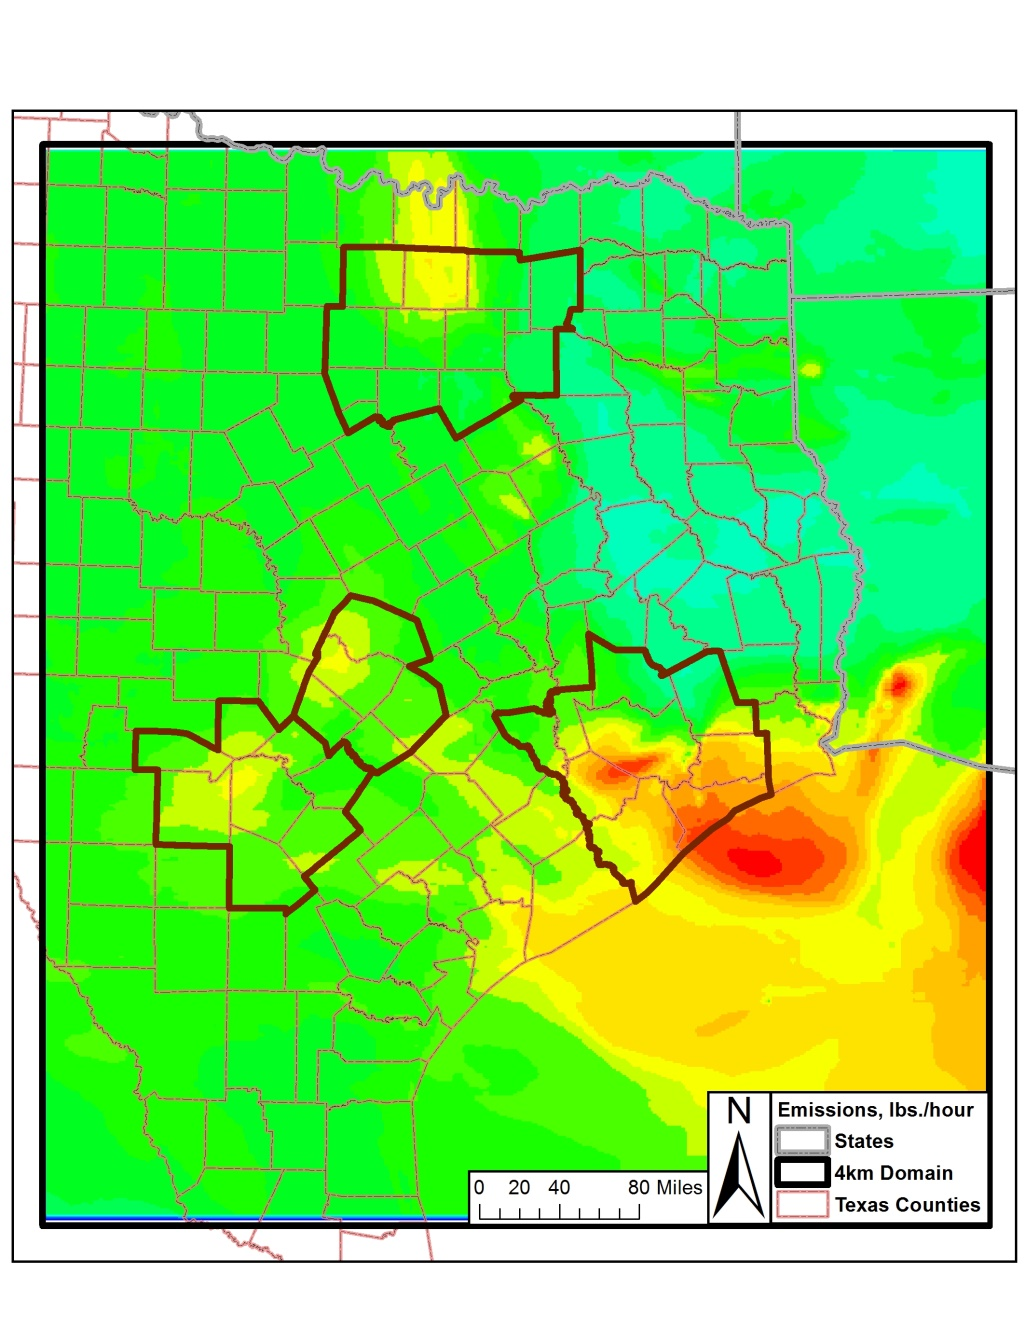 N
Emissions, lbs./hour
States
4km Domain
Texas Counties
0 20 40 80 Miles